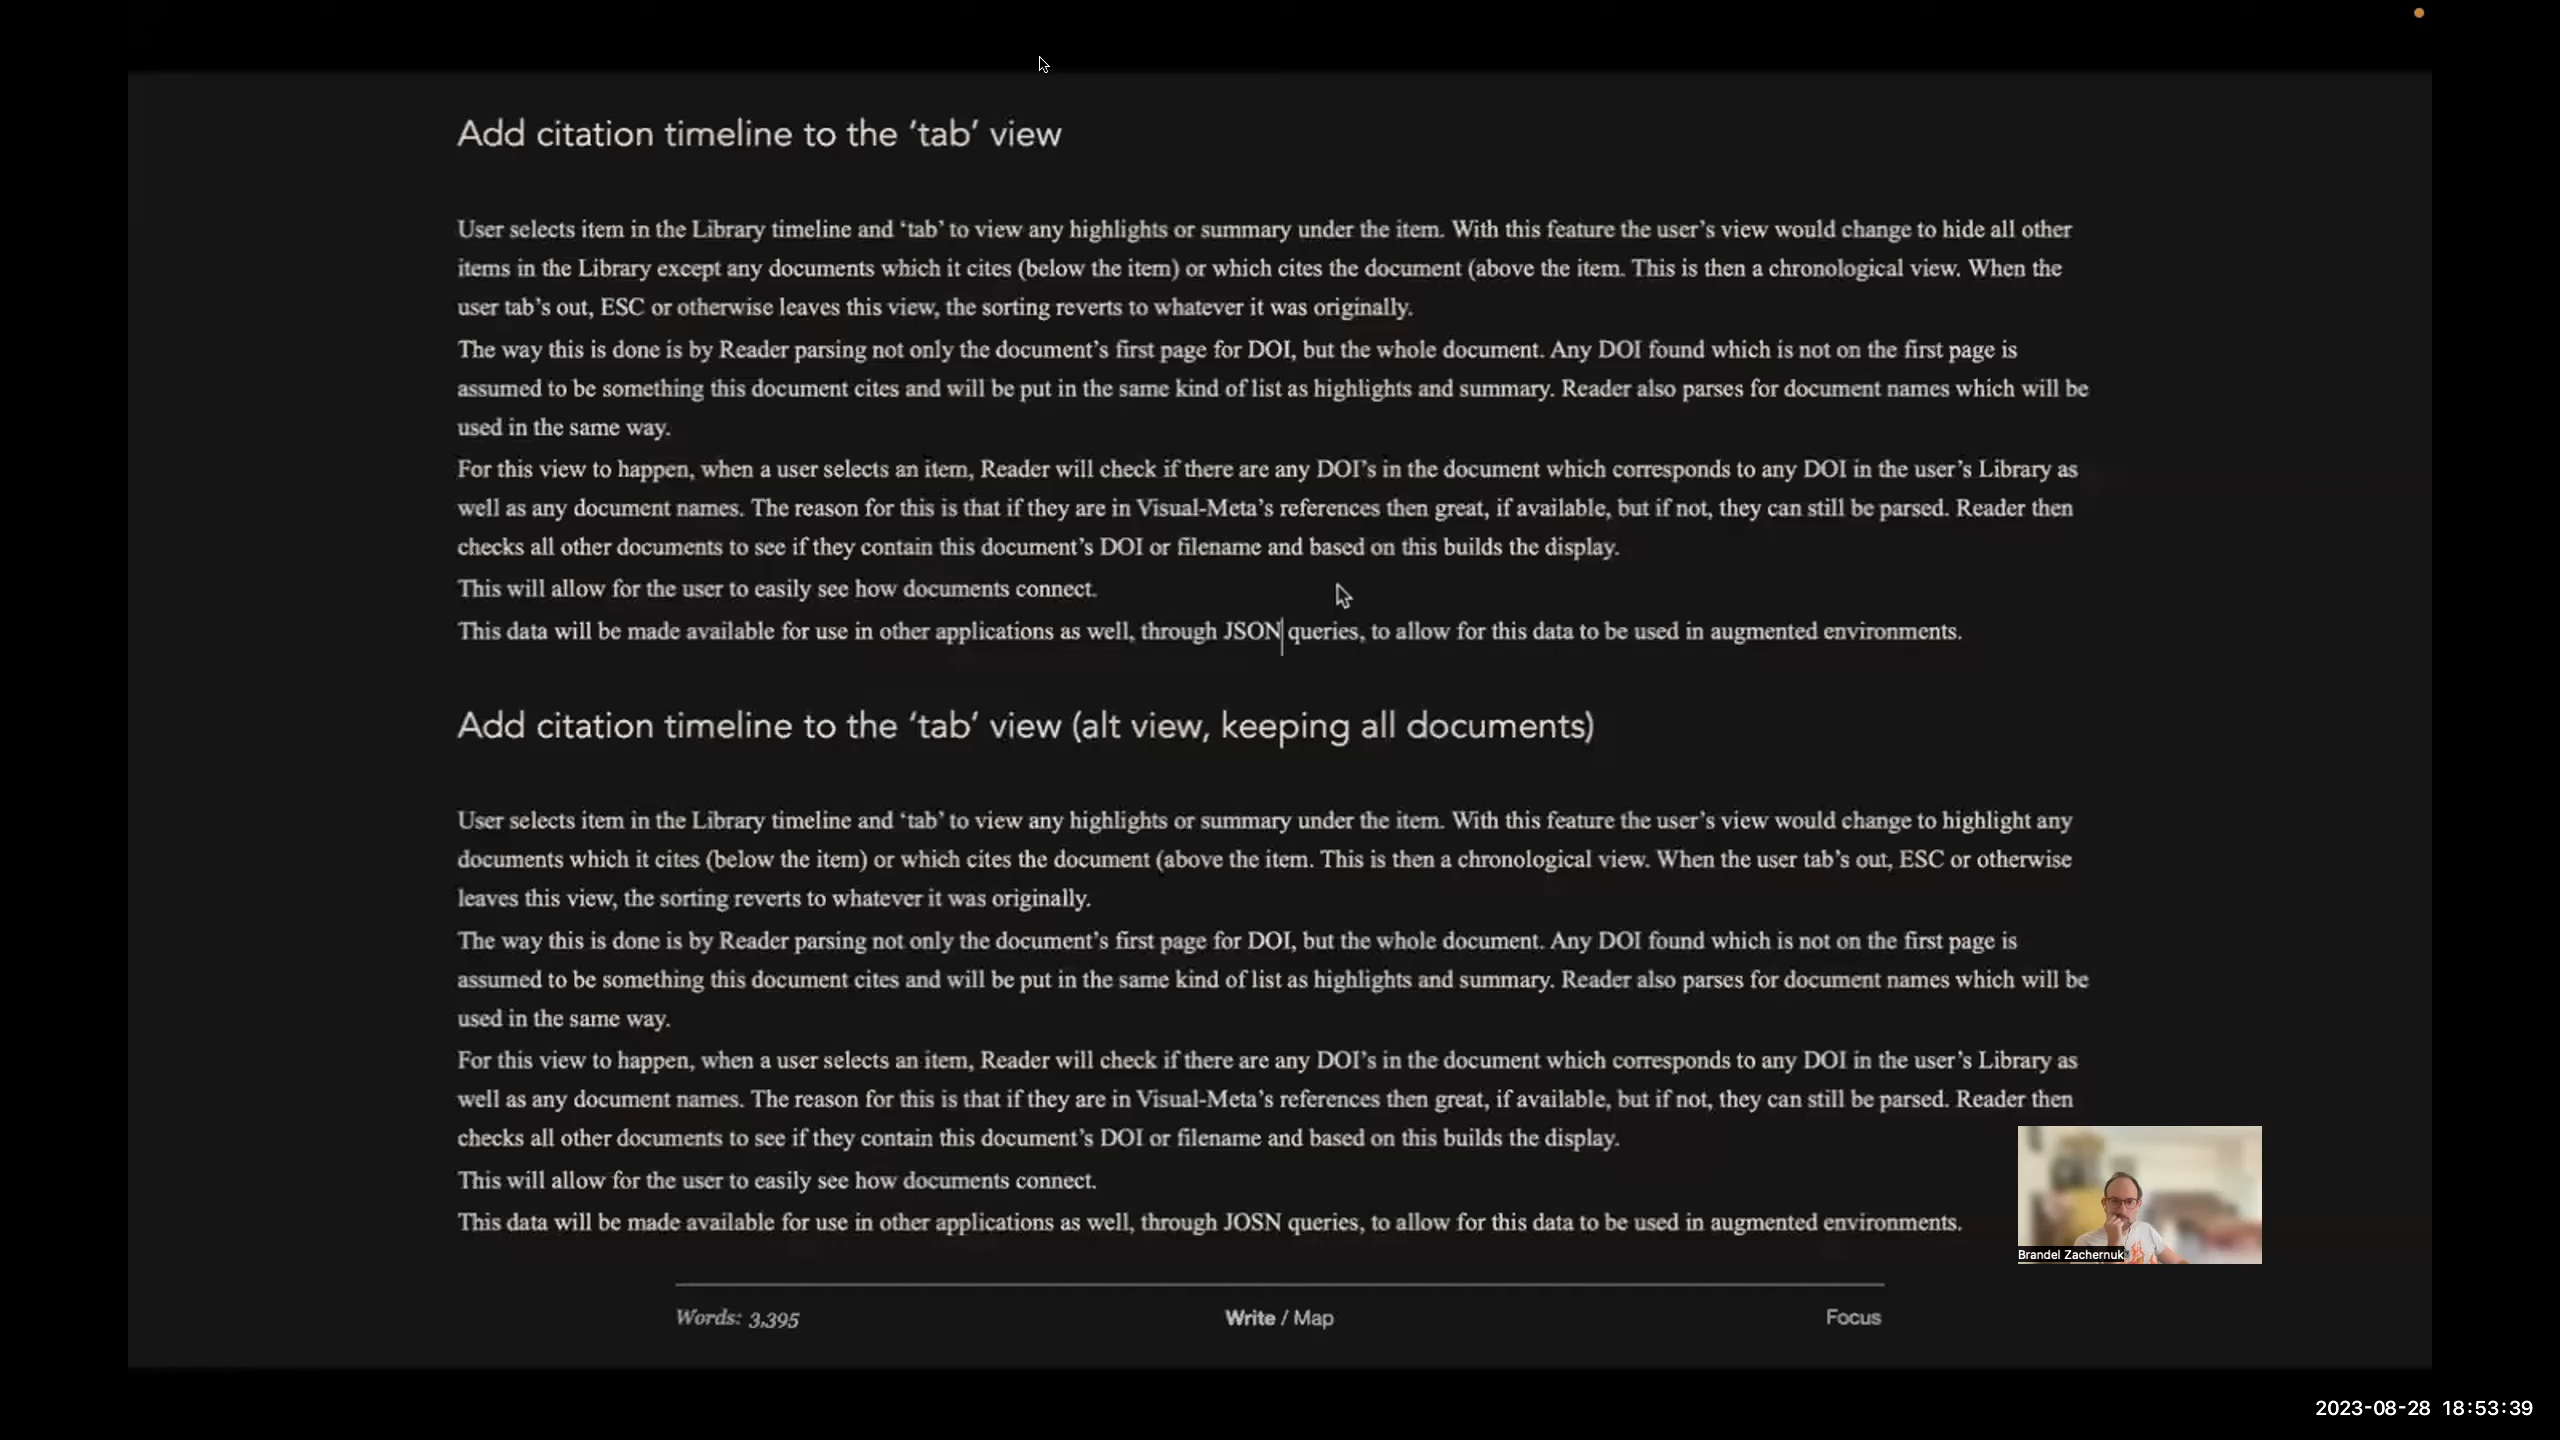 Add citation timeline to the ‘tab’ view
User selects item in the Library timeline and ‘tab’ to view any highlights or summary under the item. With this feature the user’s view would change to hide all other
items in the Library except any documents which it cites (below the item) or which cites the document (above the item. This is then a chronological view. When the
user tab’s out, ESC or otherwise leaves this view, the sorting reverts to whatever it was originally.
The way this is done is by Reader parsing not only the document’s first page for DOI, but the whole document. Any DOI found which is not on the first page is
assumed to be something this document cites and will be put in the same kind of list as highlights and summary. Reader also parses for document names which will be
used in the same way.
For this view to happen, when a user selects an item, Reader will check if there are any DOI’s in the document which corresponds to any DOI in the user’s Library as
well as any document names. The reason for this is that if they are in Visual-Meta’s references then great, if available, but if not, they can still be parsed. Reader then
checks all other documents to see if they contain this document’s DOI or filename and based on this builds the display.
This will allow for the user to easily see how documents connect.
This data will be made available for use in other applications as well, through JSON queries, to allow for this data to be used in augmented environments.
Add citation timeline to the ‘tab’ view (alt view, keeping all documents)
User selects item in the Library timeline and ‘tab’ to view any highlights or summary under the item. With this feature the user’s view would change to highlight any
documents which it cites (below the item) or which cites the document (above the item. This is then a chronological view. When the user tab’s out, ESC or otherwise
leaves this view, the sorting reverts to whatever it was originally.
The way this is done is by Reader parsing not only the document’s first page for DOI, but the whole document. Any DOI found which is not on the first page is
assumed to be something this document cites and will be put in the same kind of list as highlights and summary. Reader also parses for document names which will be
used in the same way.
For this view to happen, when a user selects an item, Reader will check if there are any DOI’s in the document which corresponds to any DOI in the user’s Library as
well as any document names. The reason for this is that if they are in Visual-Meta’s references then great, if available, but if not, they can still be parsed. Reader then
checks all other documents to see if they contain this document’s DOI or filename and based on this builds the display.
This will allow for the user to easily see how documents connect.
This data will be made available for use in other applications as well, through JOSN queries, to allow for this data to be used in augmented environments.
Brandel Zachernuk
Words: 3,395
Write / Map
Focus
2023-08-28 18:53:39